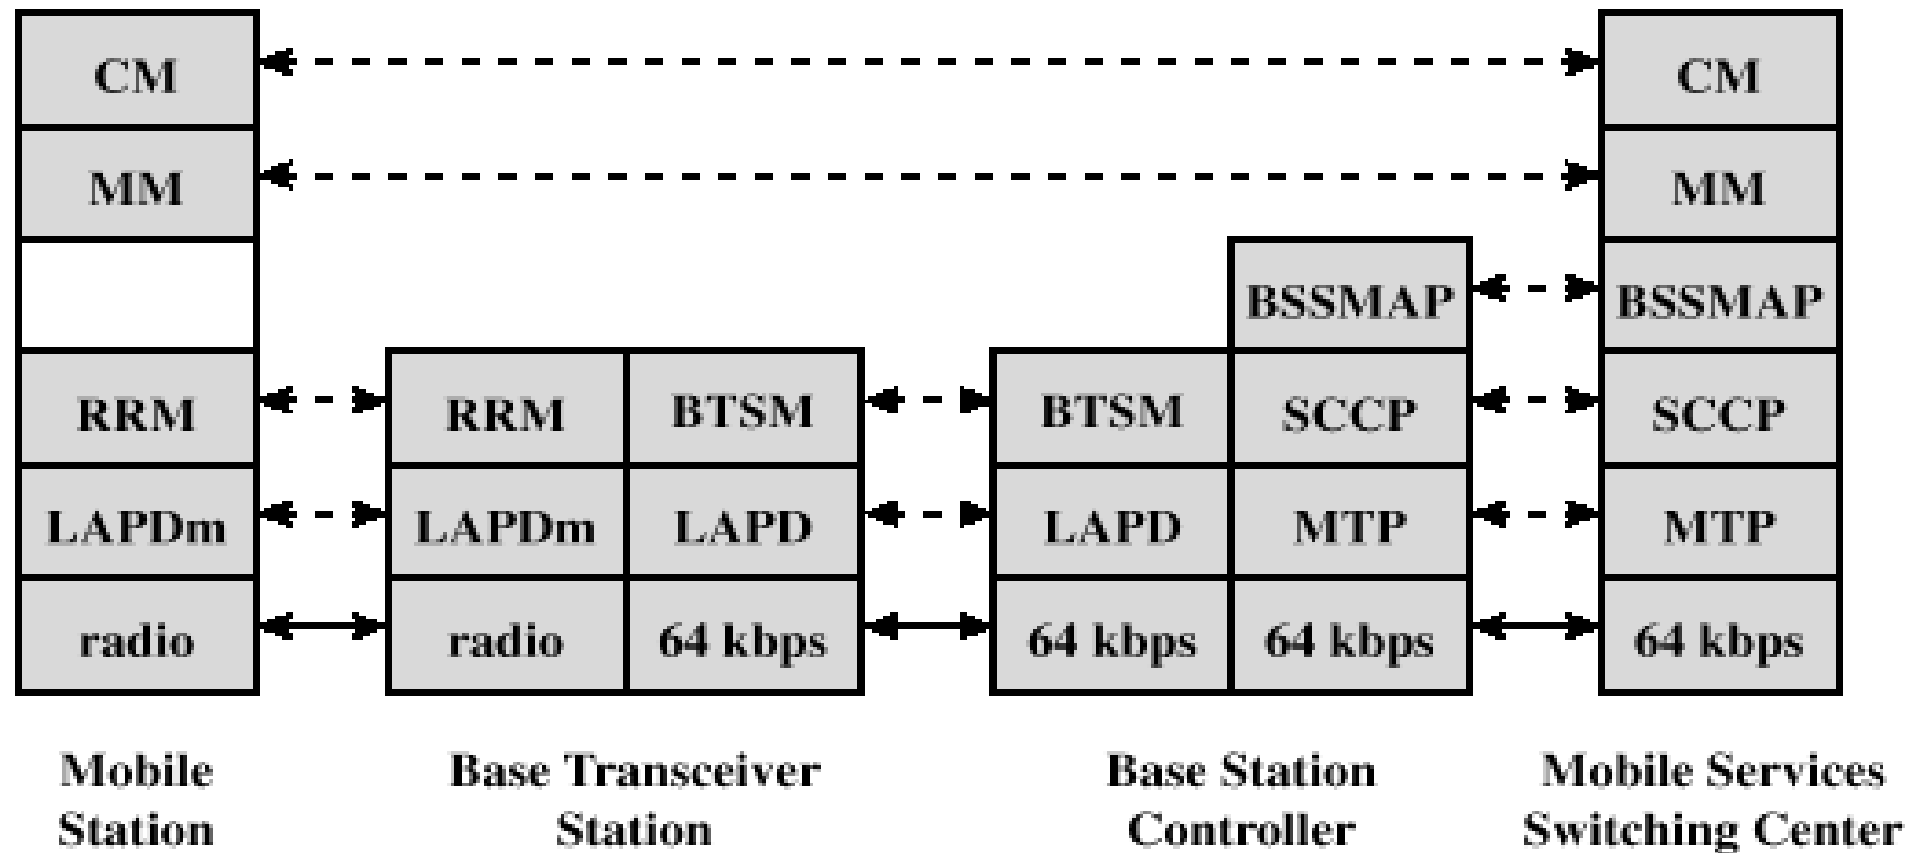 CM
CM
MM
MM
BSSMAP
BSSMAP
RRM
RRM
BTSM
BTSM
SCCP
SCCP
LAPDm
LAPDm
LAPD
LAPD
MTP
MTP
radio
radio
64 kbps
64 kbps
64 kbps
64 kbps
Mobile
Station
Base Transceiver
Station
Base Station
Controller
Mobile Services
Switching Center